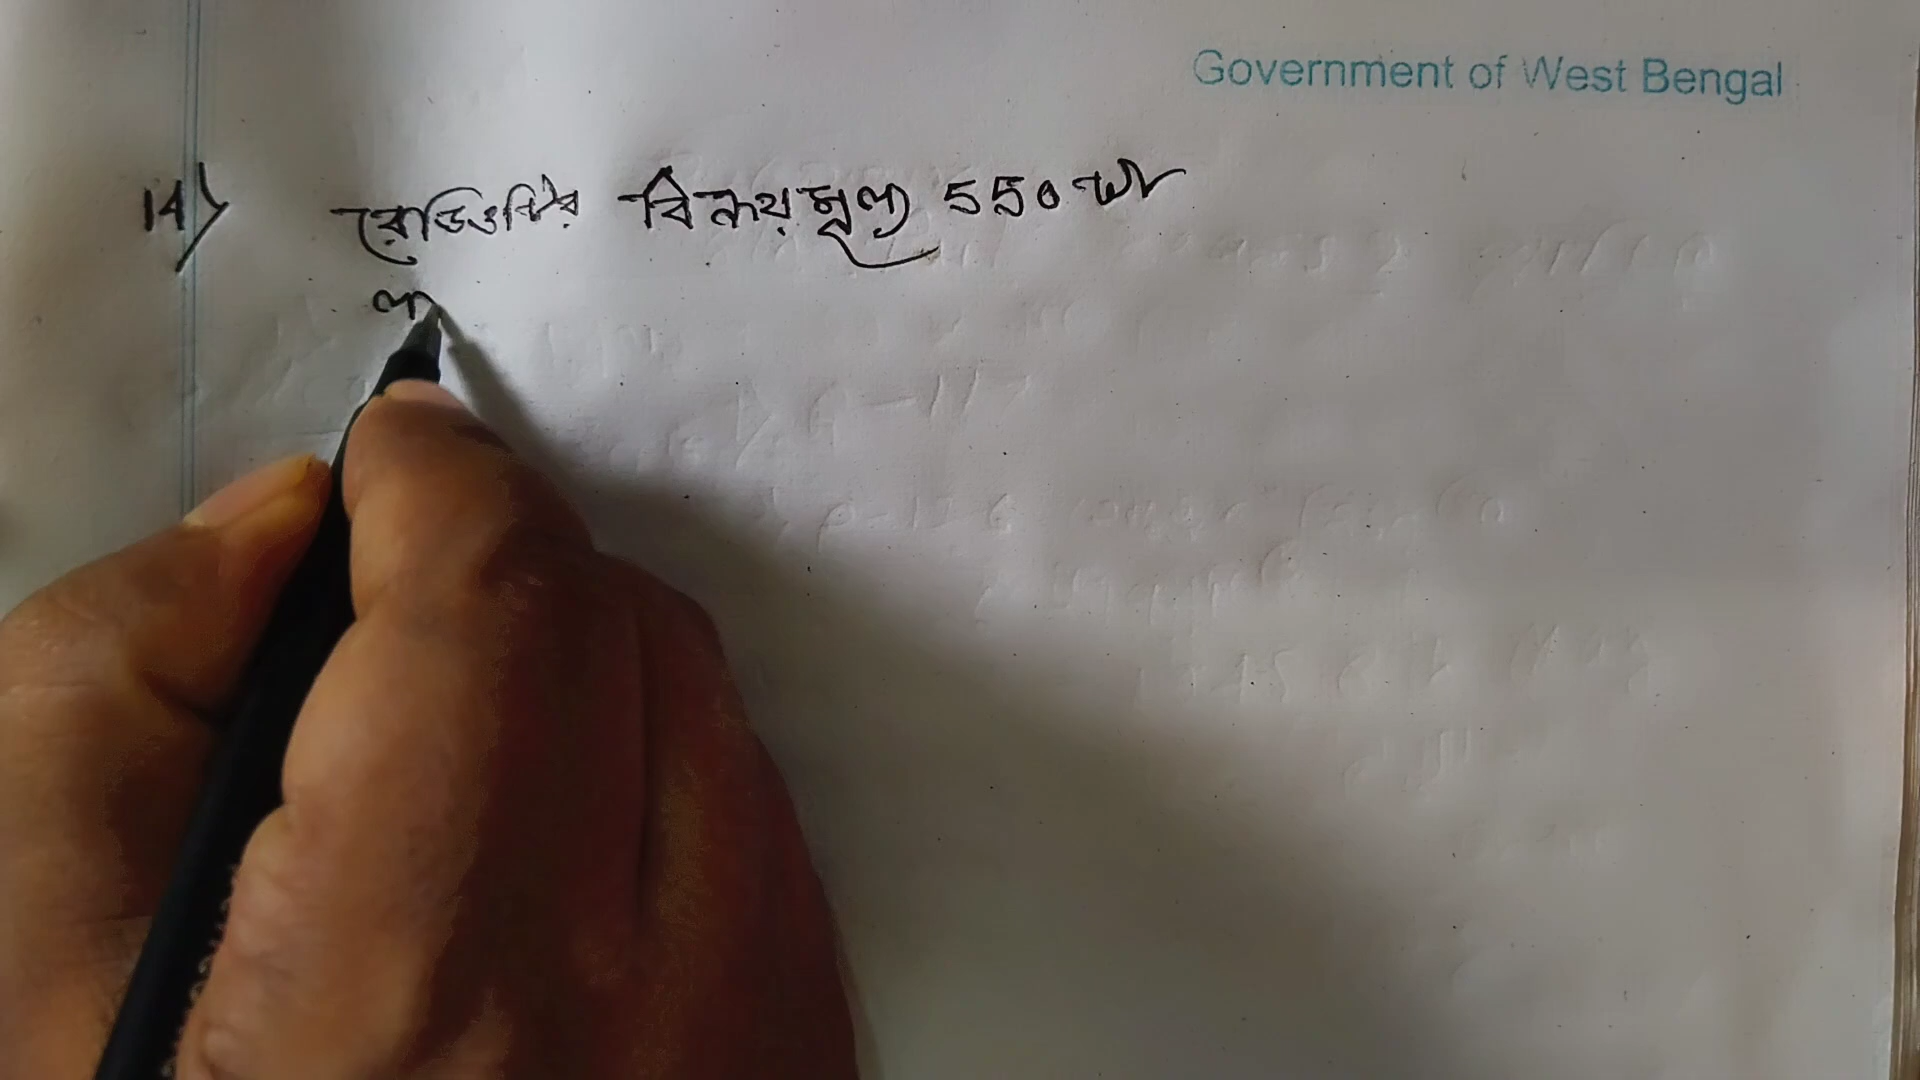 Government of West Bengal
14) রেডিওটির বিক্রয়মূল্য 550 টাকা
লা